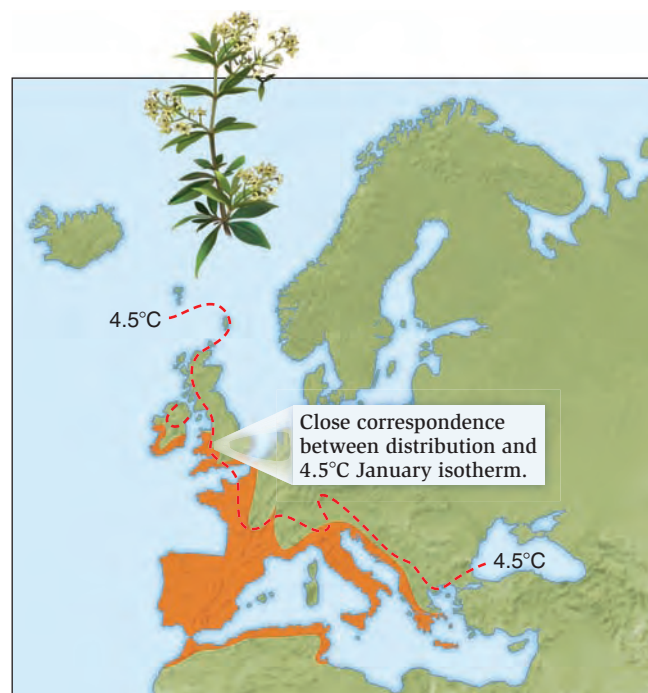 4.5°C
Close correspondence
between distribution and
4.5°C January isotherm.
4.5°C